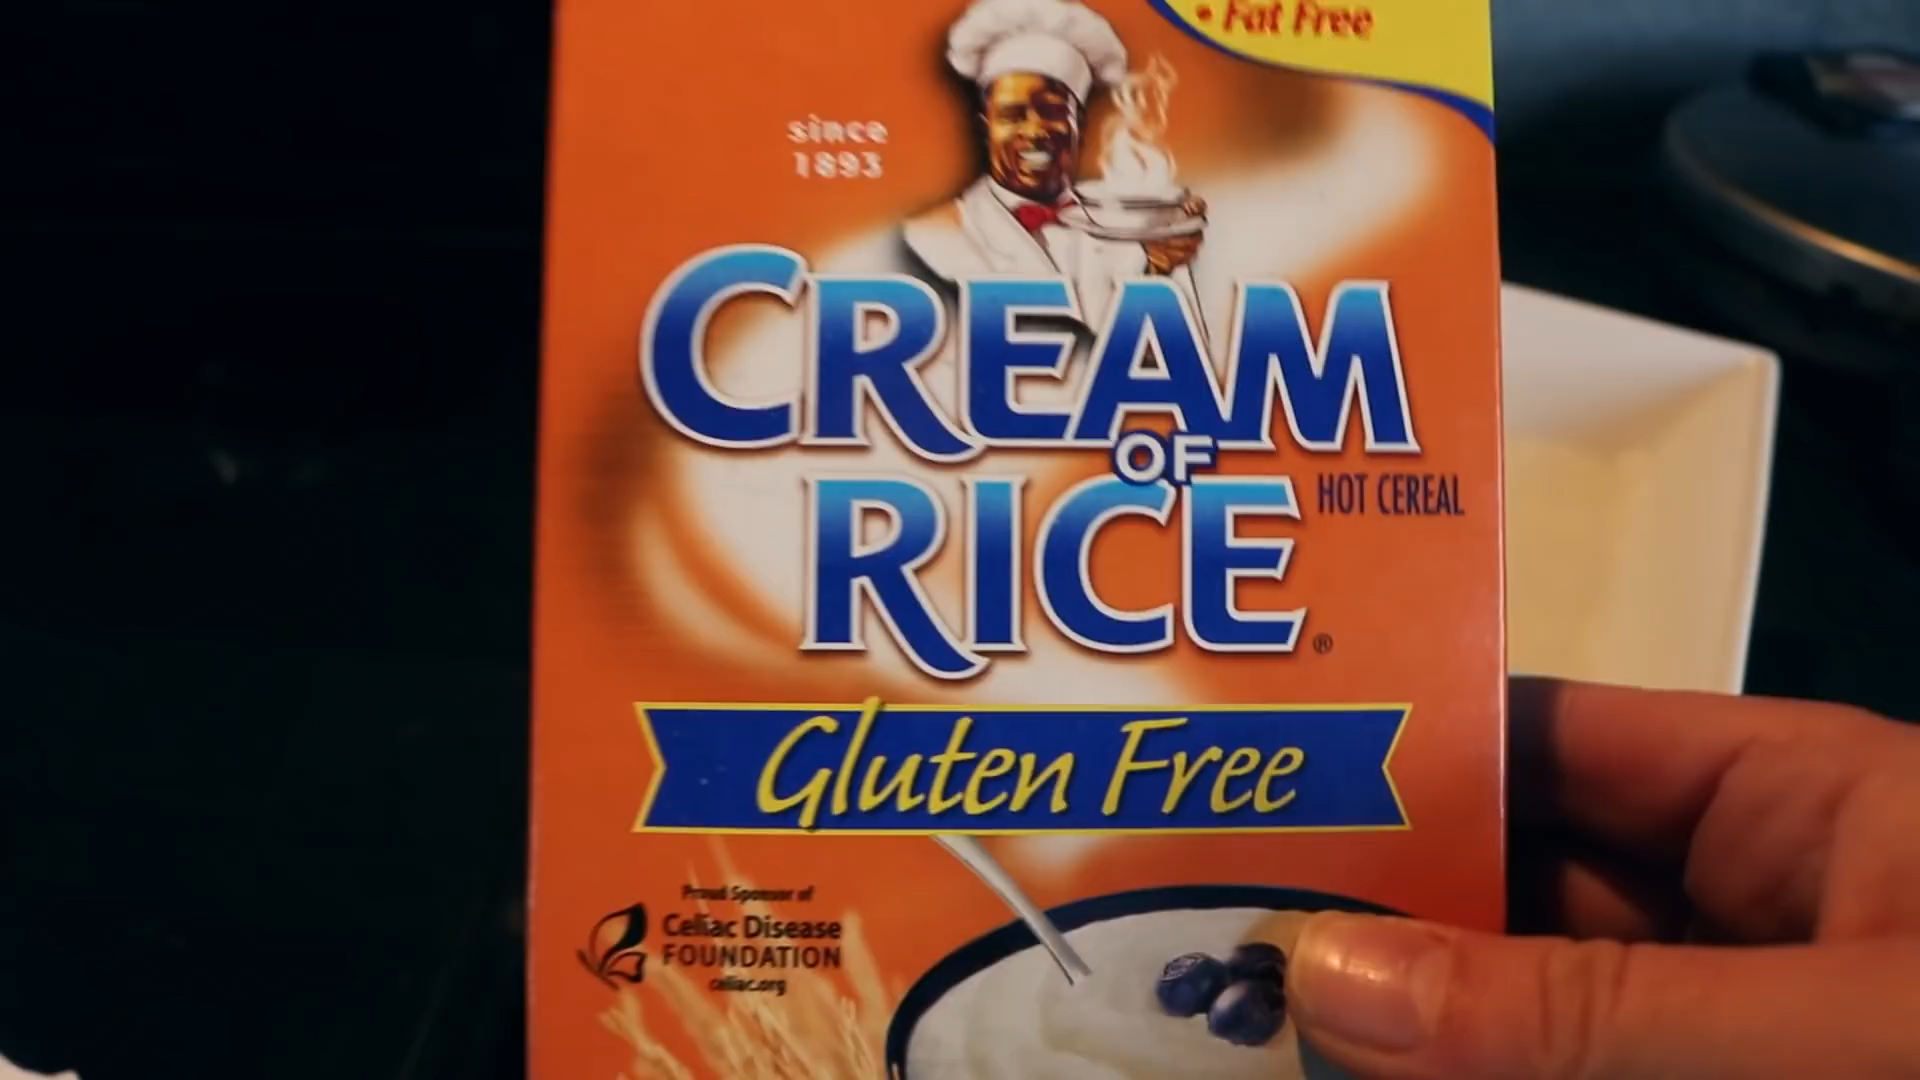 • Fat Free
since
1893
CREAM
OF
RICE
HOT CEREAL
®
Gluten Free
Proud Sponsor of
Celiac Disease
FOUNDATION
celiac.org